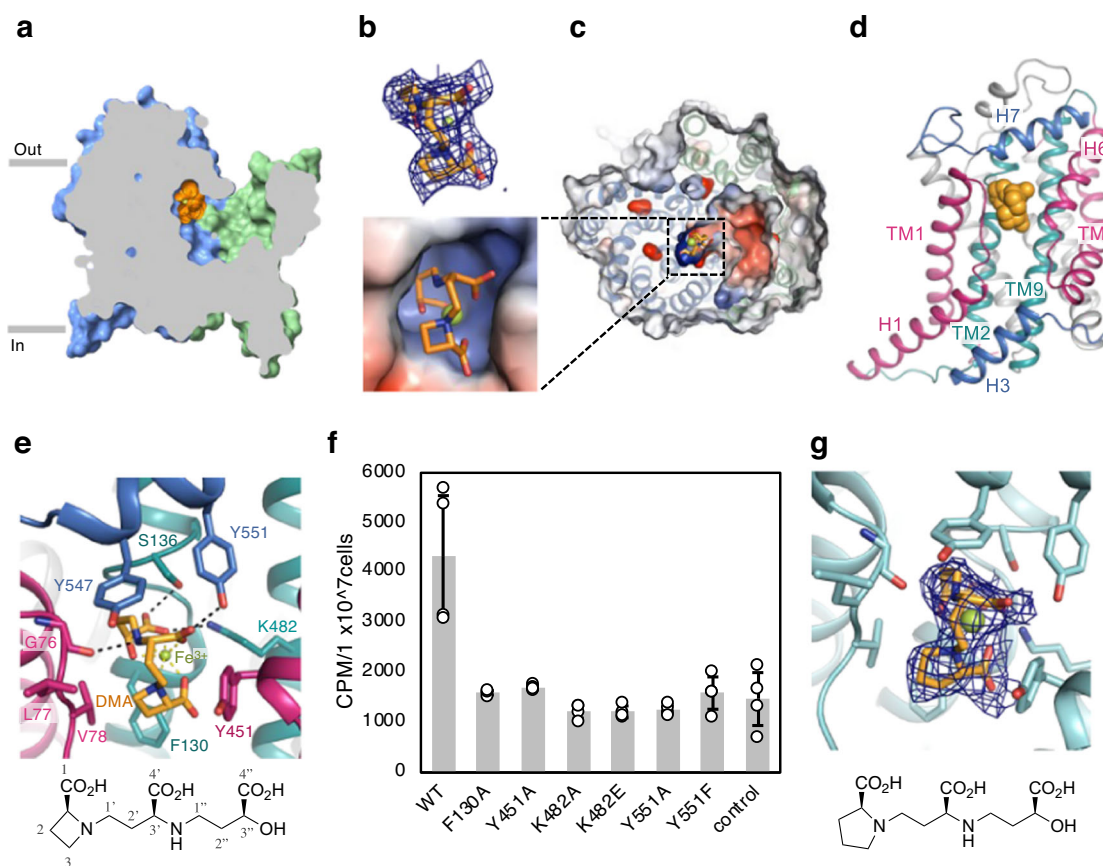 a
b
c
d
Out
In
H7
H6
TM1
TM
TM9
H1
TM2
H3
e
f
g
S136
Y551
Y547
K482
G76
Fe3+
DMA
L77
V78
Y451
F130
1
CO₂H
4'
CO₂H
4''
CO₂H
1'
2'
3'
1''
2''
3''
N
N
H
OH
2
3
6000
5000
4000
3000
2000
1000
0
CPM/1 x10^7cells
WT
F130A
Y451A
K482A
K482E
Y551A
Y551F
control
CO₂H
CO₂H
CO₂H
N
N
H
OH